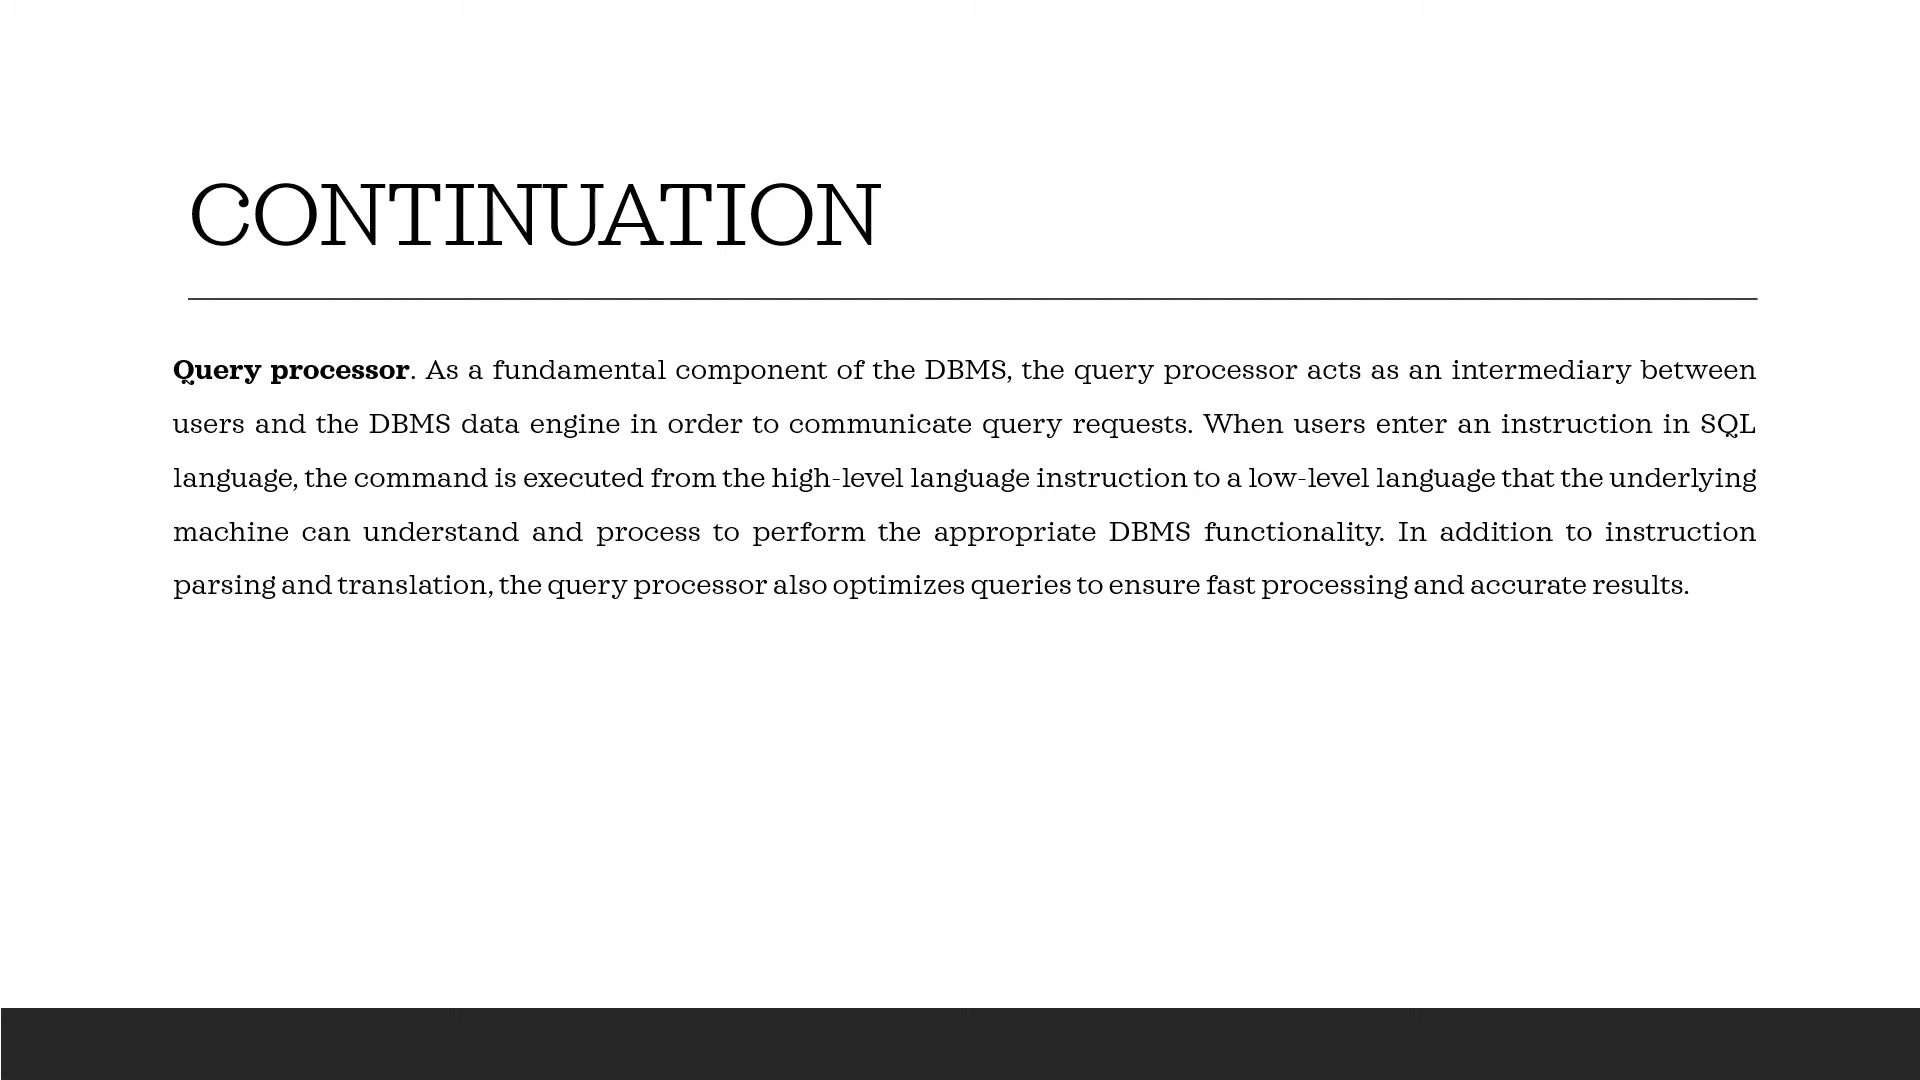 CONTINUATION
Query processor. As a fundamental component of the DBMS, the query processor acts as an intermediary between
users and the DBMS data engine in order to communicate query requests. When users enter an instruction in SQL
language, the command is executed from the high-level language instruction to a low-level language that the underlying
machine can understand and process to perform the appropriate DBMS functionality. In addition to instruction
parsing and translation, the query processor also optimizes queries to ensure fast processing and accurate results.